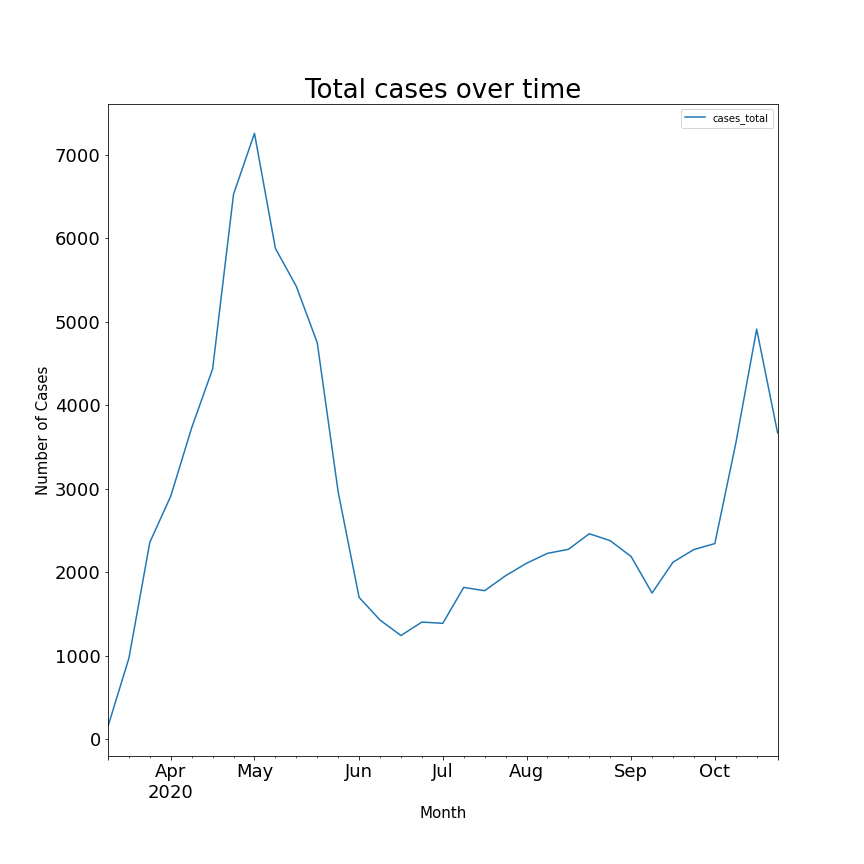 Total cases over time
cases_total
7000
6000
5000
4000
3000
2000
1000
0
Number of Cases
Apr May Jun Jul Aug Sep Oct
2020
Month